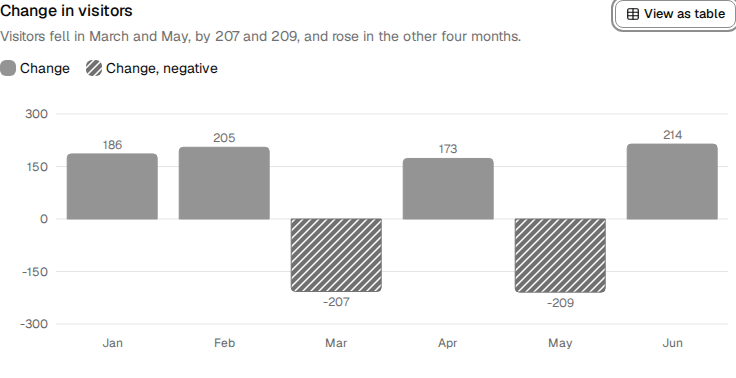 Change in visitors
View as table
Visitors fell in March and May, by 207 and 209, and rose in the other four months.
Change
Change, negative
300
150
0
-150
-300
186
205
-207
173
-209
214
Jan
Feb
Mar
Apr
May
Jun